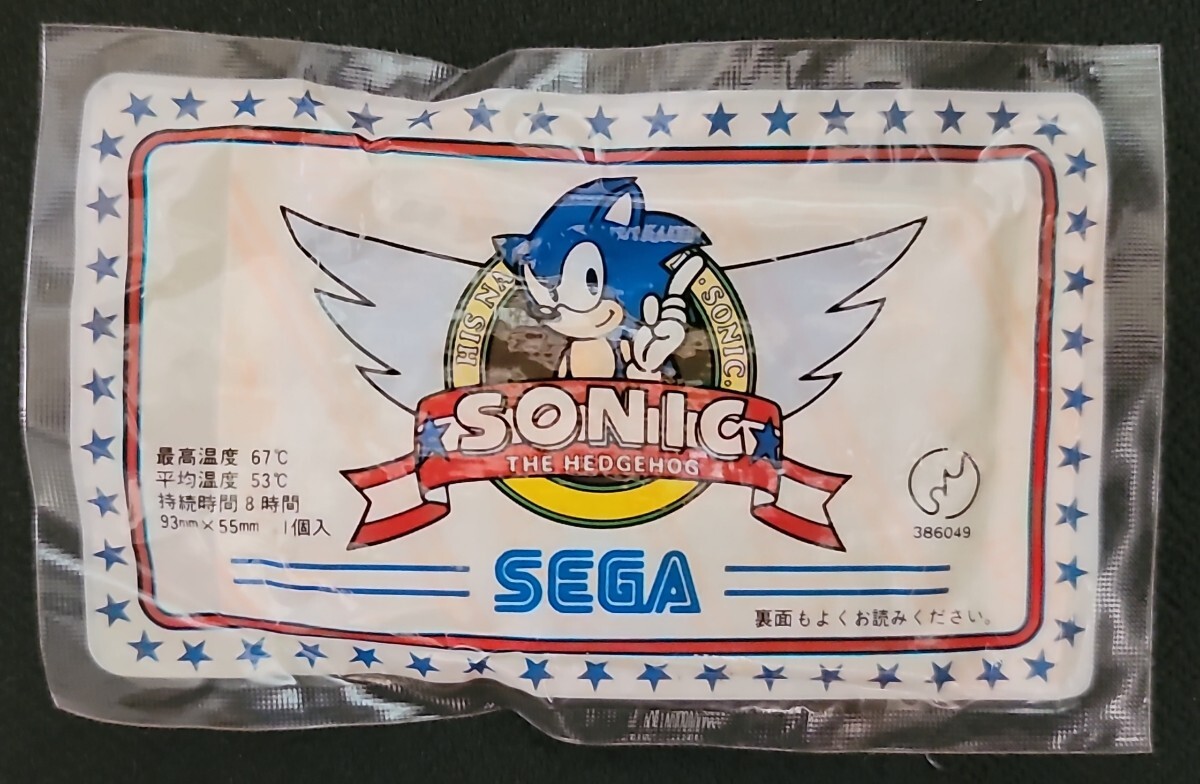 HIS NA
.SONIC.
SONIC
THE HEDGEHOG
最高温度 67℃
平均温度 53℃
持続時間8時間
93mm×55mm 1個入
386049
SEGA
裏面もよくお読みください。